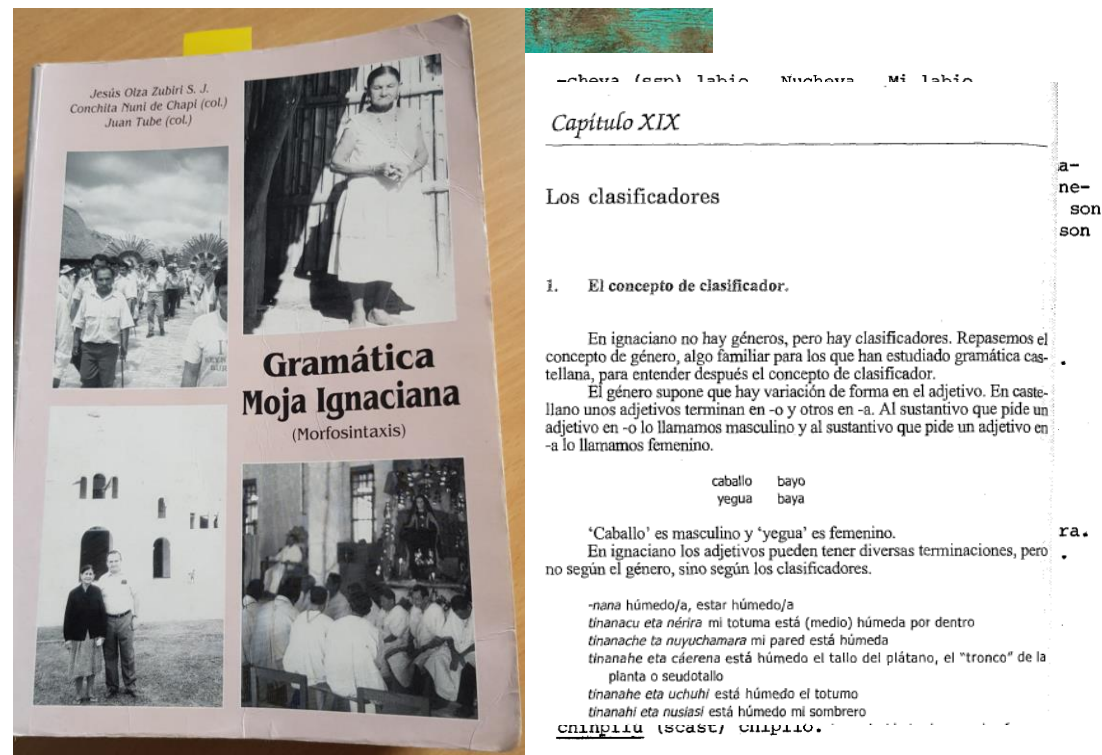 Jesús Olza Zubiri S. J.
Conchita Nuni de Chapi (col.)
Juan Tube (col.)
Gramática
Moja Ignaciana
(Morfosintaxis)
-cheva (sgp) labio Nucheva Mi labio
Capítulo XIX
a-
ne-
son
son
Los clasificadores
1. El concepto de clasificador.
En ignaciano no hay géneros, pero hay clasificadores. Repasemos el
concepto de género, algo familiar para los que han estudiado gramática cas-
tellana, para entender después el concepto de clasificador.
El género supone que hay variación de forma en el adjetivo. En caste-
llano unos adjetivos terminan en -o y otros en -a. Al sustantivo que pide un
adjetivo en -o lo llamamos masculino y al sustantivo que pide un adjetivo en
-a lo llamamos femenino.
caballo bayo
yegua baya
ra.
‘Caballo’ es masculino y ‘yegua’ es femenino.
En ignaciano los adjetivos pueden tener diversas terminaciones, pero
no según el género, sino según los clasificadores.
-nana húmedo/a, estar húmedo/a
tinanacu eta nérira mi totuma está (medio) húmeda por dentro
tinanache ta nuyuchamara mi pared está húmeda
tinanahe eta cáerena está húmedo el tallo del plátano, el "tronco" de la
planta o seudotallo
tinanahe eta uchuhi está húmedo el totumo
tinanahi eta nusiasi está húmedo mi sombrero
chinpilu (scast) chiplio.